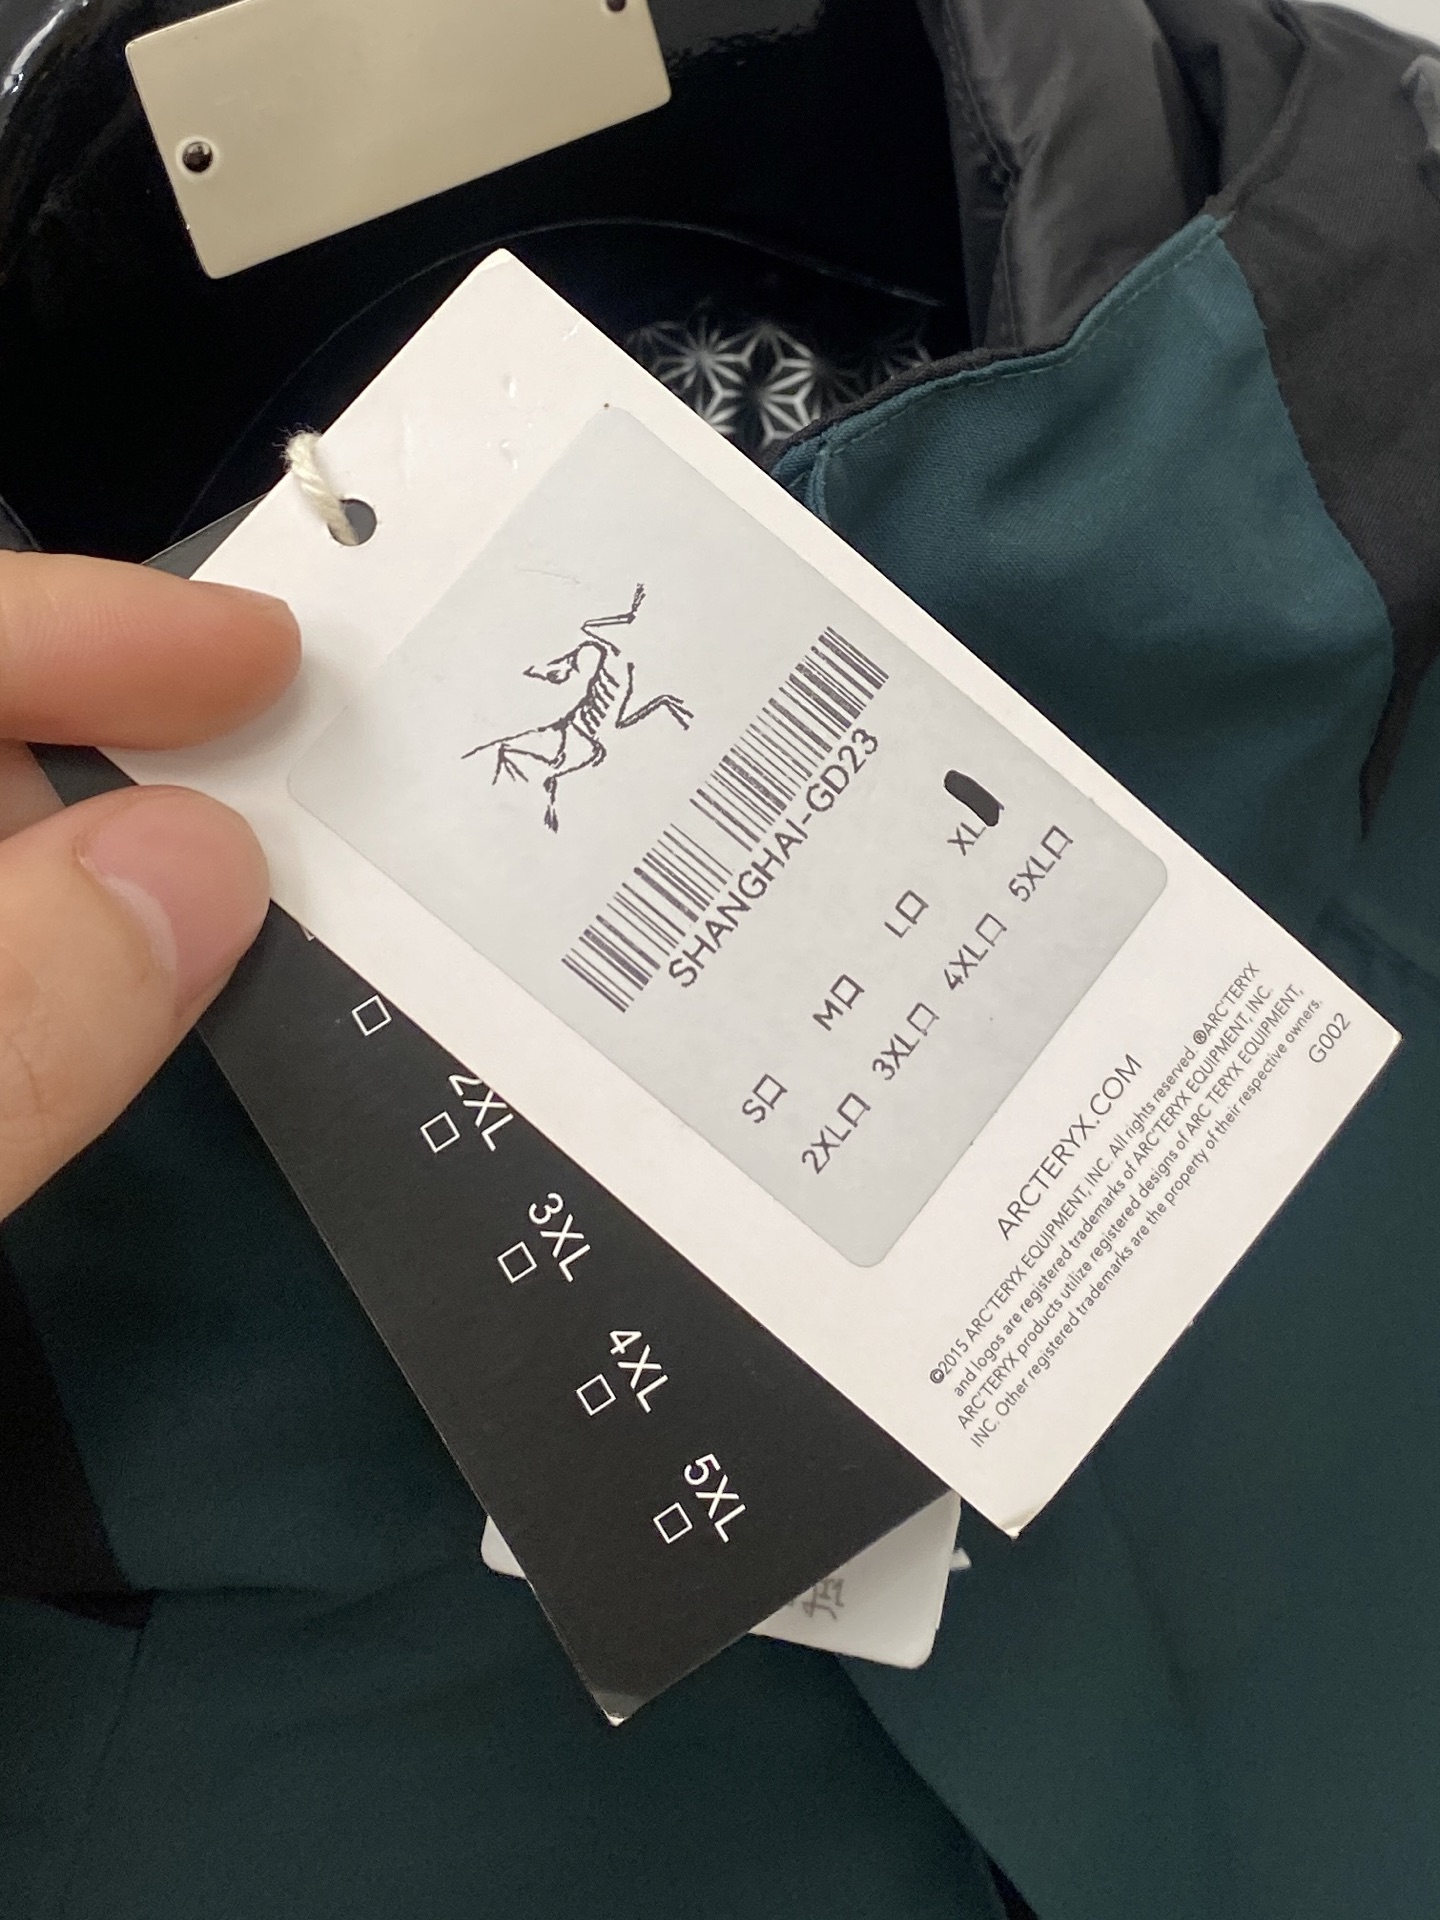 SHANGHAI-GD23
S□ M□ L□ XL
2XL□ 3XL□ 4XL□ 5XL□
ARCTERYX.COM
©2015 ARC'TERYX EQUIPMENT, INC. All rights reserved. ®ARC'TERYX
and logos are registered trademarks of ARC'TERYX EQUIPMENT, INC.
ARC'TERYX products utilize registered designs of ARC TERYX EQUIPMENT,
INC. Other registered trademarks are the property of their respective owners.
G002
2XL
□
3XL
□
4XL
□
5XL
□